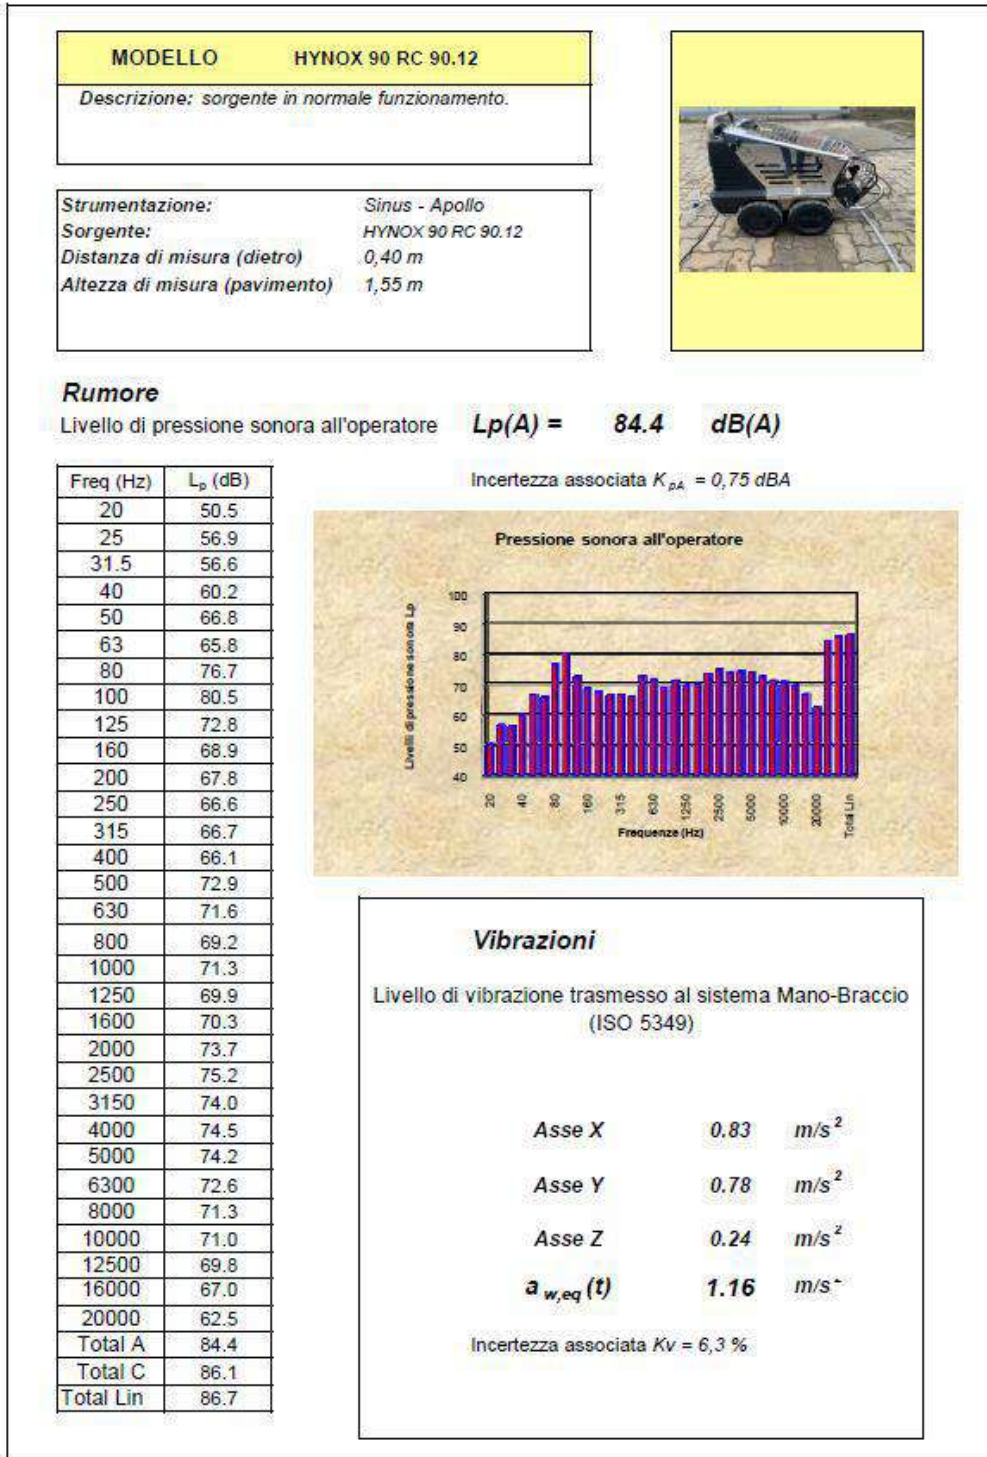 MODELLO HYNOX 90 RC 90.12
Descrizione: sorgente in normale funzionamento.
Strumentazione: Sinus - Apollo
Sorgente: HYNOX 90 RC 90.12
Distanza di misura (dietro) 0,40 m
Altezza di misura (pavimento) 1,55 m
Rumore
Livello di pressione sonora all'operatore Lp(A) = 84.4 dB(A)
Incertezza associata K pA = 0,75 dBA
Freq (Hz) Lp (dB)
20 50.5
25 56.9
31.5 56.6
40 60.2
50 66.8
63 65.8
80 76.7
100 80.5
125 72.8
160 68.9
200 67.8
250 66.6
315 66.7
400 66.1
500 72.9
630 71.6
800 69.2
1000 71.3
1250 69.9
1600 70.3
2000 73.7
2500 75.2
3150 74.0
4000 74.5
5000 74.2
6300 72.6
8000 71.3
10000 71.0
12500 69.8
16000 67.0
20000 62.5
Total A 84.4
Total C 86.1
Total Lin 86.7
Pressione sonora all'operatore
Livelli di pressione sonora Lp
100
90
80
70
60
50
40
20 40 80 160 315 630 1250 2500 5000 10000 20000 Total Lin
Frequenze (Hz)
Vibrazioni
Livello di vibrazione trasmesso al sistema Mano-Braccio
(ISO 5349)
Asse X 0.83 m/s²
Asse Y 0.78 m/s²
Asse Z 0.24 m/s²
a w,eq (t) 1.16 m/s²
Incertezza associata Kv = 6,3 %